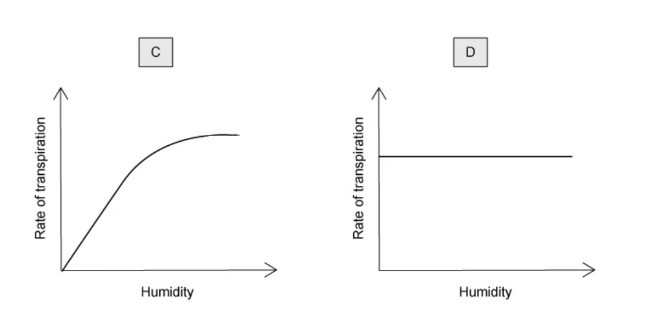 C
D
Rate of transpiration
Humidity
Rate of transpiration
Humidity